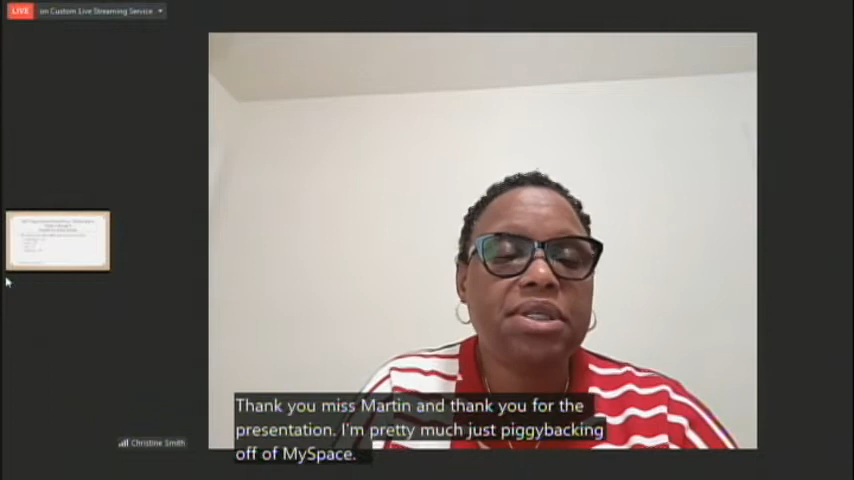 LIVE on Custom Live Streaming Service
Thank you miss Martin and thank you for the
presentation. I'm pretty much just piggybacking
off of MySpace.
Christine Smith